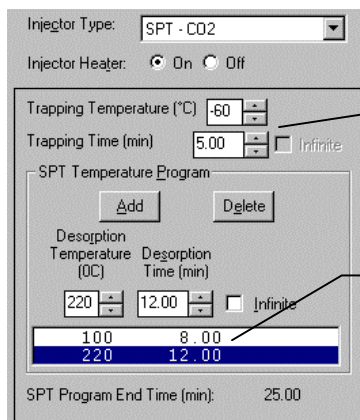 Injector Type: SPT - CO2
Injector Heater: On Off
Trapping Temperature (°C) -60
Trapping Time (min) 5.00 Infinite
SPT Temperature Program
Add Delete
Desorption
Temperature Desorption
(0C) Time (min)
220 12.00 Infinite
100 8.00
220 12.00
SPT Program End Time (min): 25.00